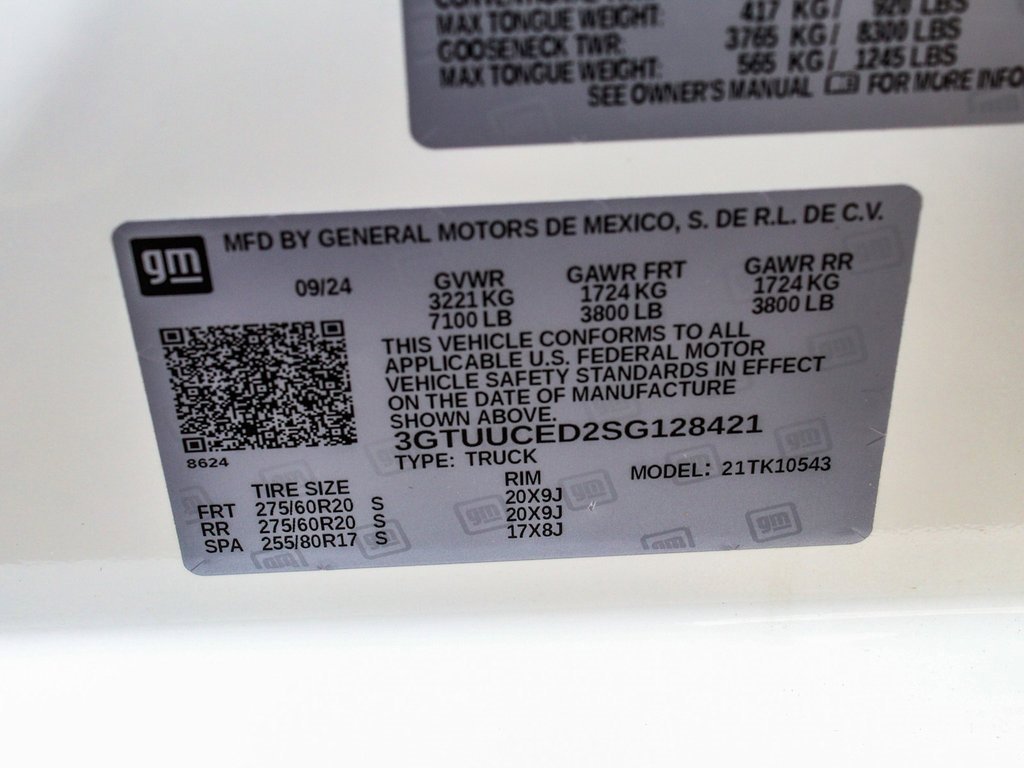 MAX TONGUE WEIGHT: 417 KG/ 920 LBS
GOOSENECK TWR: 3765 KG/ 8300 LBS
MAX TONGUE WEIGHT: 565 KG/ 1245 LBS
SEE OWNER'S MANUAL FOR MORE INFO
gm
MFD BY GENERAL MOTORS DE MEXICO, S. DE R.L. DE C.V.
09/24 GVWR GAWR FRT GAWR RR
3221 KG 1724 KG 1724 KG
7100 LB 3800 LB 3800 LB
THIS VEHICLE CONFORMS TO ALL
APPLICABLE U.S. FEDERAL MOTOR
VEHICLE SAFETY STANDARDS IN EFFECT
ON THE DATE OF MANUFACTURE
SHOWN ABOVE.
3GTUUCED2SG128421
8624
TYPE: TRUCK MODEL: 21TK10543
TIRE SIZE RIM
FRT 275/60R20 S 20X9J
RR 275/60R20 S 20X9J
SPA 255/80R17 S 17X8J